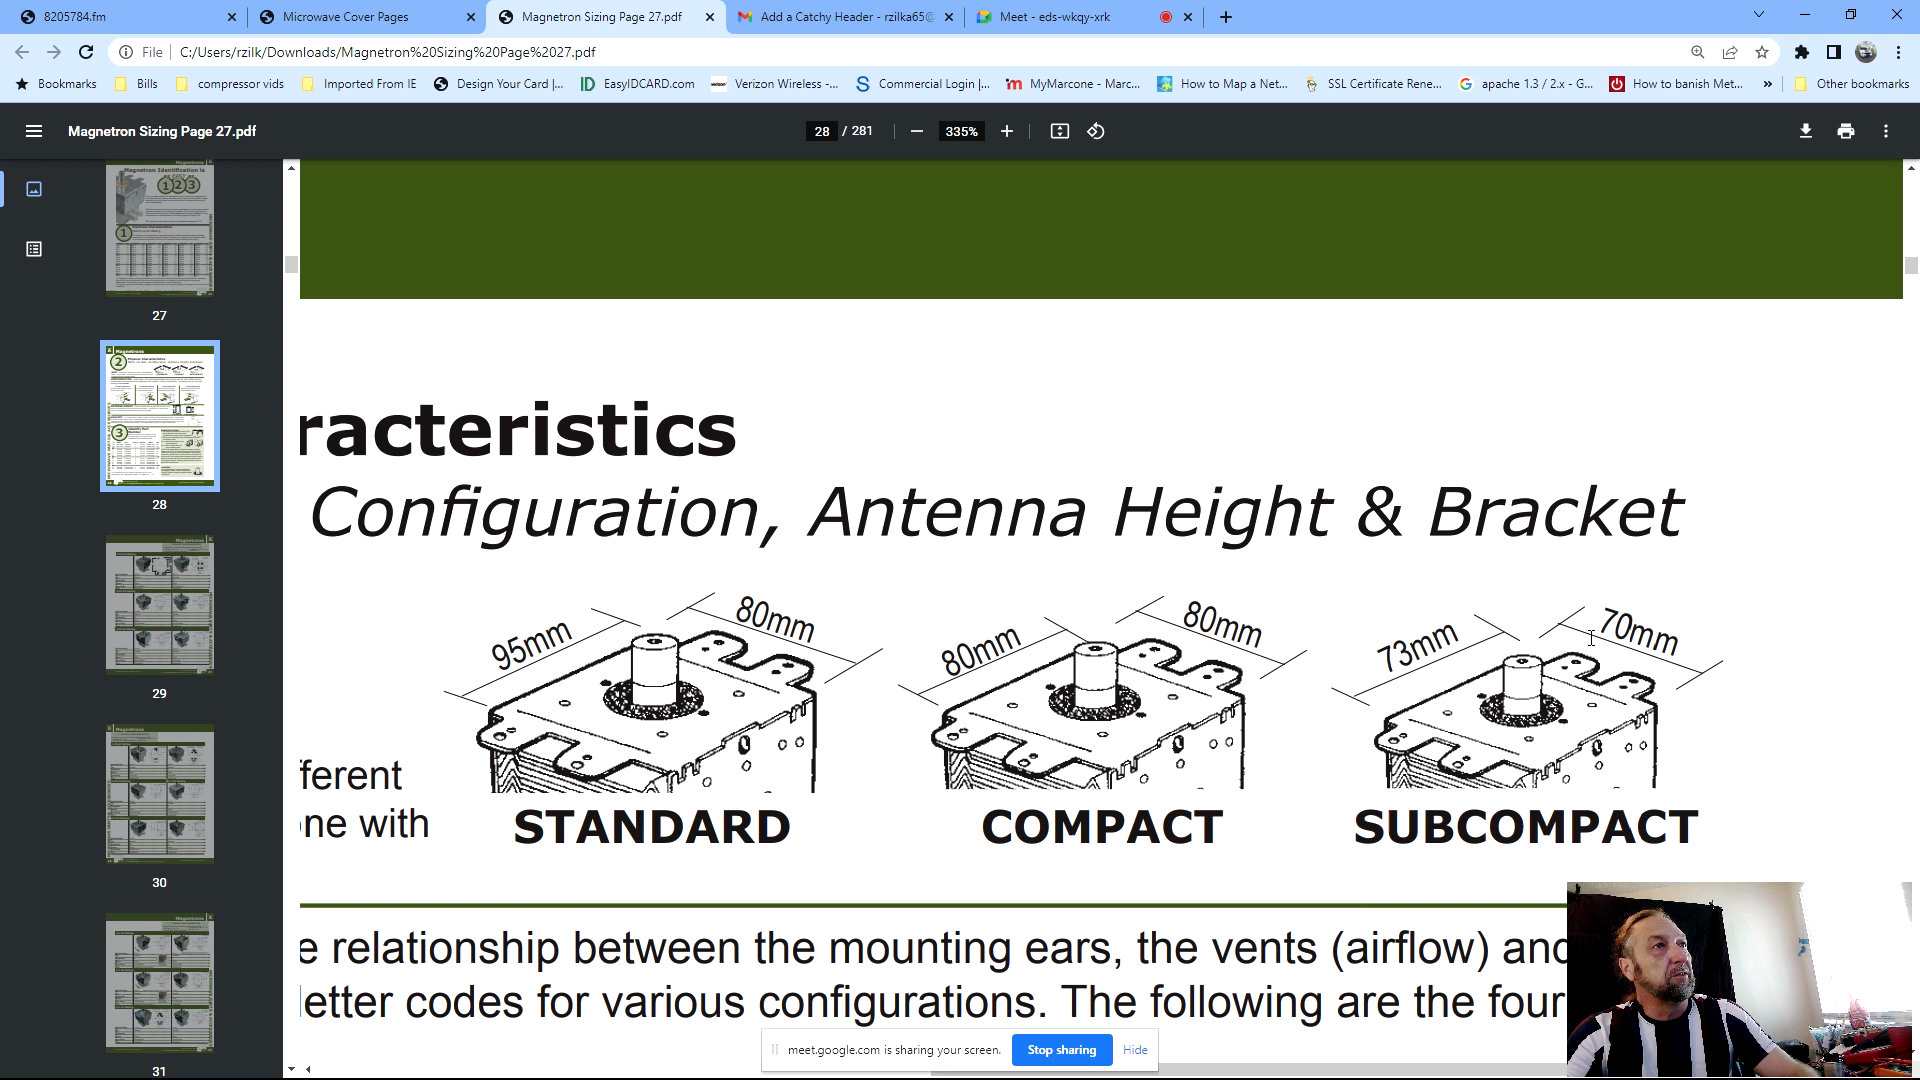 8205784.fm
Microwave Cover Pages
Magnetron Sizing Page 27.pdf
Add a Catchy Header - rzilka65@
Meet - eds-wkqy-xrk
File
C:/Users/rzilk/Downloads/Magnetron%20Sizing%20Page%2027.pdf
Bookmarks
Bills
compressor vids
Imported From IE
Design Your Card |...
EasyIDCARD.com
Verizon Wireless -...
Commercial Login |...
MyMarcone - Marc...
How to Map a Net...
SSL Certificate Rene...
apache 1.3 / 2.x - G...
How to banish Met...
»
Other bookmarks
Magnetron Sizing Page 27.pdf
28 / 281
335%
27
28
29
30
31
racteristics
Configuration, Antenna Height & Bracket
95mm
80mm
80mm
80mm
73mm
70mm
fferent
ne with
STANDARD
COMPACT
SUBCOMPACT
e relationship between the mounting ears, the vents (airflow) and
letter codes for various configurations. The following are the four
meet.google.com is sharing your screen.
Stop sharing
Hide